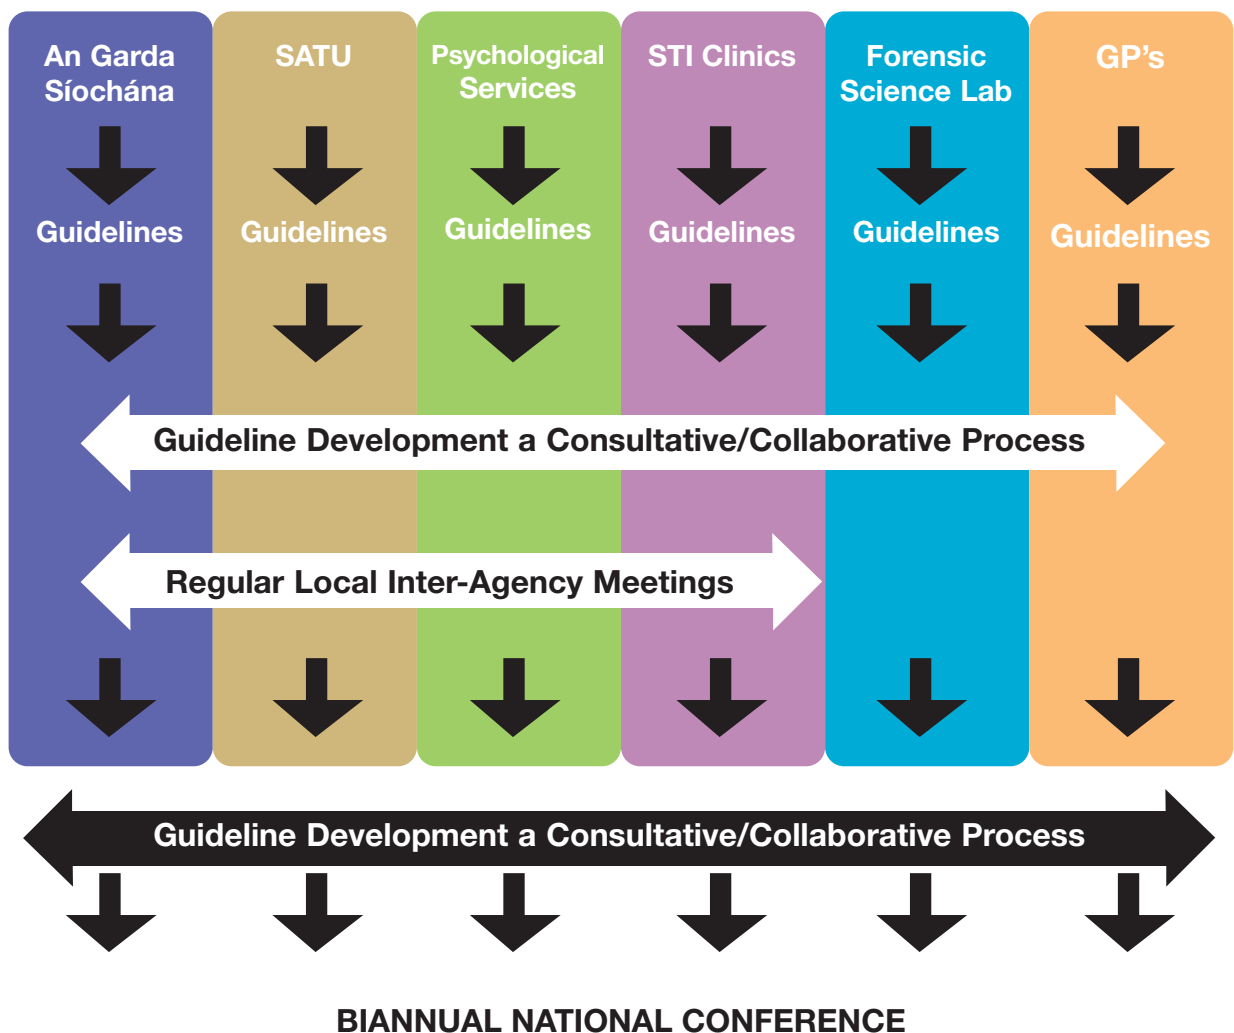 An Garda
Síochána
SATU
Psychological
Services
STI Clinics
Forensic
Science Lab
GP's
Guidelines
Guidelines
Guidelines
Guidelines
Guidelines
Guidelines
Guideline Development a Consultative/Collaborative Process
Regular Local Inter-Agency Meetings
Guideline Development a Consultative/Collaborative Process
BIANNUAL NATIONAL CONFERENCE